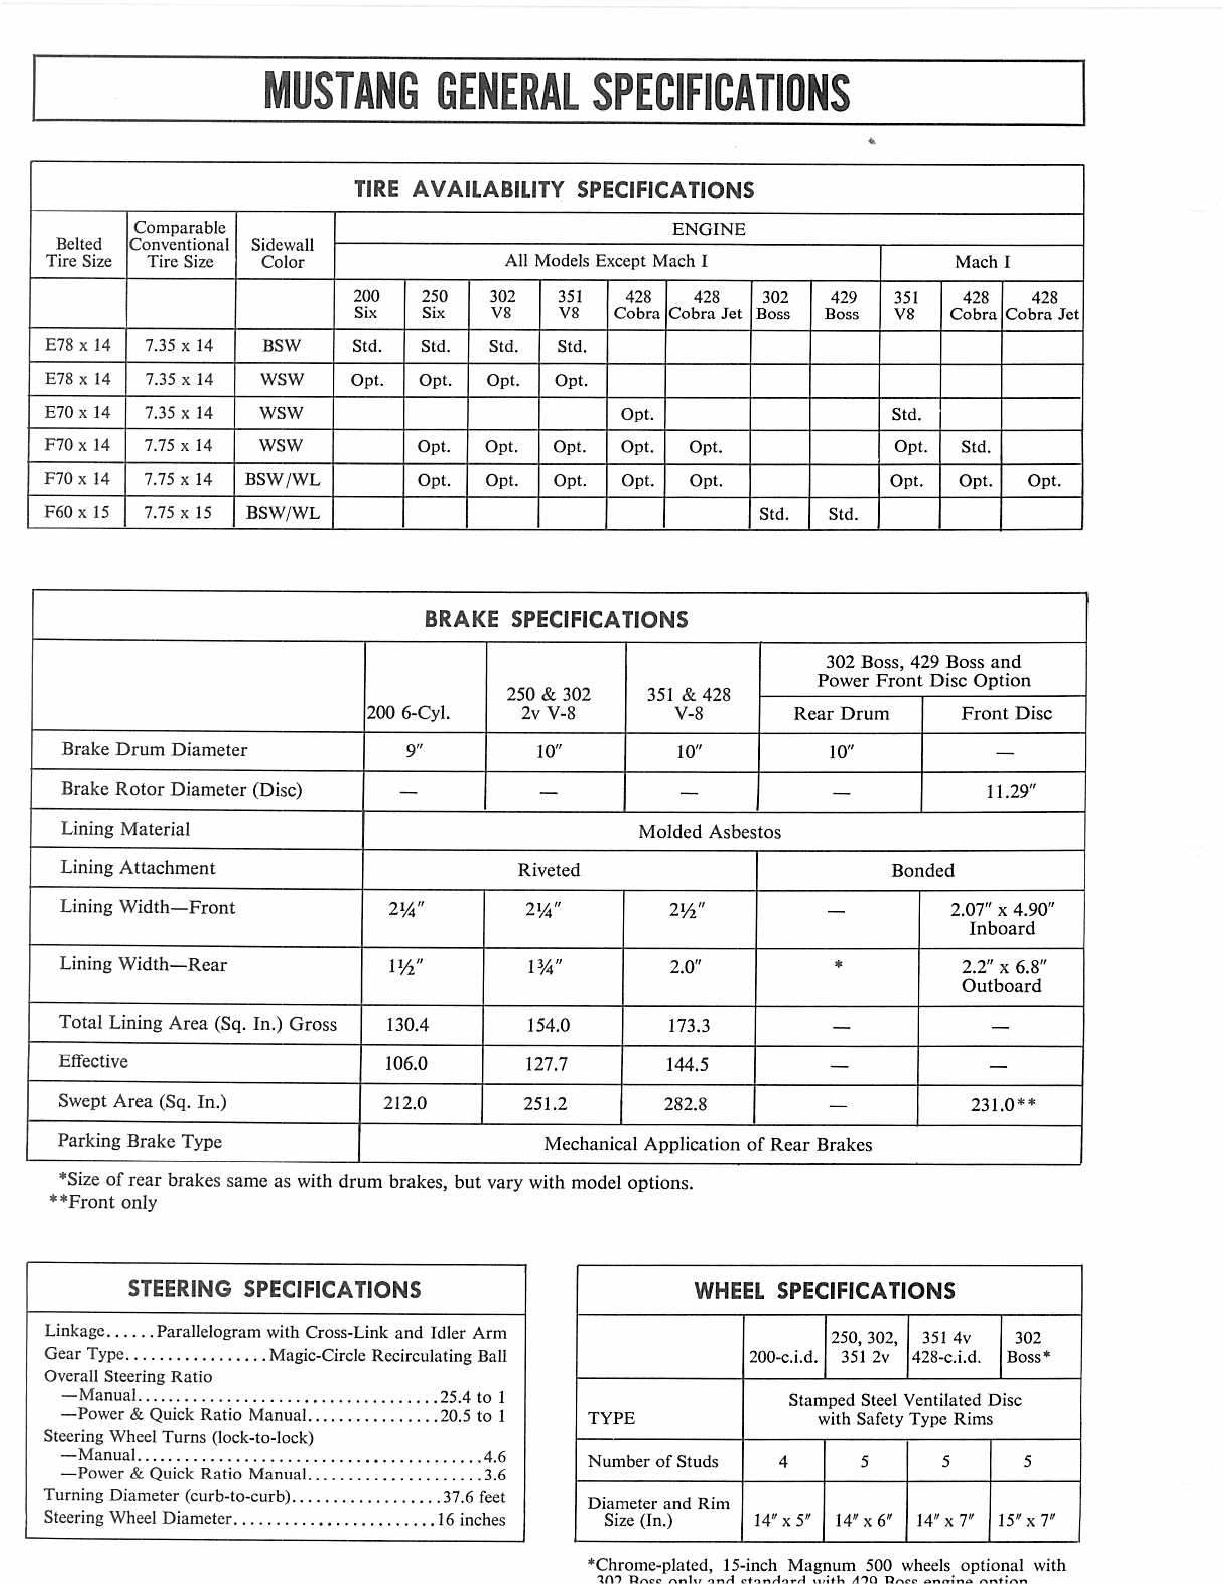 MUSTANG GENERAL SPECIFICATIONS
TIRE AVAILABILITY SPECIFICATIONS
Belted Tire Size | Comparable Conventional Tire Size | Sidewall Color | ENGINE
All Models Except Mach I | Mach I
200 Six | 250 Six | 302 V8 | 351 V8 | 428 Cobra | 428 Cobra Jet | 302 Boss | 429 Boss | 351 V8 | 428 Cobra | 428 Cobra Jet
E78 x 14 | 7.35 x 14 | BSW | Std. | Std. | Std. | Std.
E78 x 14 | 7.35 x 14 | WSW | Opt. | Opt. | Opt. | Opt.
E70 x 14 | 7.35 x 14 | WSW | Opt. | Std.
F70 x 14 | 7.75 x 14 | WSW | Opt. | Opt. | Opt. | Opt. | Opt. | Opt. | Std.
F70 x 14 | 7.75 x 14 | BSW/WL | Opt. | Opt. | Opt. | Opt. | Opt. | Opt. | Opt. | Opt.
F60 x 15 | 7.75 x 15 | BSW/WL | Std. | Std.
BRAKE SPECIFICATIONS
200 6-Cyl. | 250 & 302 2v V-8 | 351 & 428 V-8 | 302 Boss, 429 Boss and Power Front Disc Option
Rear Drum | Front Disc
Brake Drum Diameter | 9" | 10" | 10" | 10" | —
Brake Rotor Diameter (Disc) | — | — | — | — | 11.29"
Lining Material | Molded Asbestos
Lining Attachment | Riveted | Bonded
Lining Width—Front | 2¼" | 2¼" | 2½" | — | 2.07" x 4.90" Inboard
Lining Width—Rear | 1½" | 1¾" | 2.0" | * | 2.2" x 6.8" Outboard
Total Lining Area (Sq. In.) Gross | 130.4 | 154.0 | 173.3 | — | —
Effective | 106.0 | 127.7 | 144.5 | — | —
Swept Area (Sq. In.) | 212.0 | 251.2 | 282.8 | — | 231.0**
Parking Brake Type | Mechanical Application of Rear Brakes
*Size of rear brakes same as with drum brakes, but vary with model options.
**Front only
STEERING SPECIFICATIONS
Linkage......Parallelogram with Cross-Link and Idler Arm
Gear Type.................Magic-Circle Recirculating Ball
Overall Steering Ratio
—Manual....................................25.4 to 1
—Power & Quick Ratio Manual................20.5 to 1
Steering Wheel Turns (lock-to-lock)
—Manual..........................................4.6
—Power & Quick Ratio Manual......................3.6
Turning Diameter (curb-to-curb)..................37.6 feet
Steering Wheel Diameter........................16 inches
WHEEL SPECIFICATIONS
200-c.i.d. | 250, 302, 351 2v | 351 4v 428-c.i.d. | 302 Boss*
TYPE | Stamped Steel Ventilated Disc with Safety Type Rims
Number of Studs | 4 | 5 | 5 | 5
Diameter and Rim Size (In.) | 14" x 5" | 14" x 6" | 14" x 7" | 15" x 7"
*Chrome-plated, 15-inch Magnum 500 wheels optional with
302 Boss only and standard with 429 Boss engine option